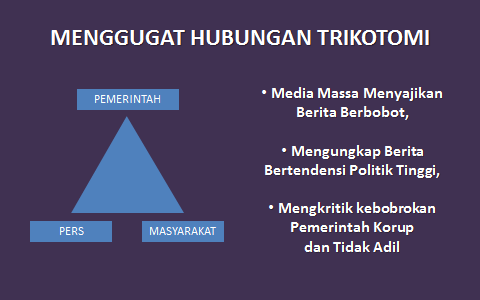 MENGGUGAT HUBUNGAN TRIKOTOMI
PEMERINTAH
PERS
MASYARAKAT
• Media Massa Menyajikan
Berita Berbobot,
• Mengungkap Berita
Bertendensi Politik Tinggi,
• Mengkritik kebobrokan
Pemerintah Korup
dan Tidak Adil